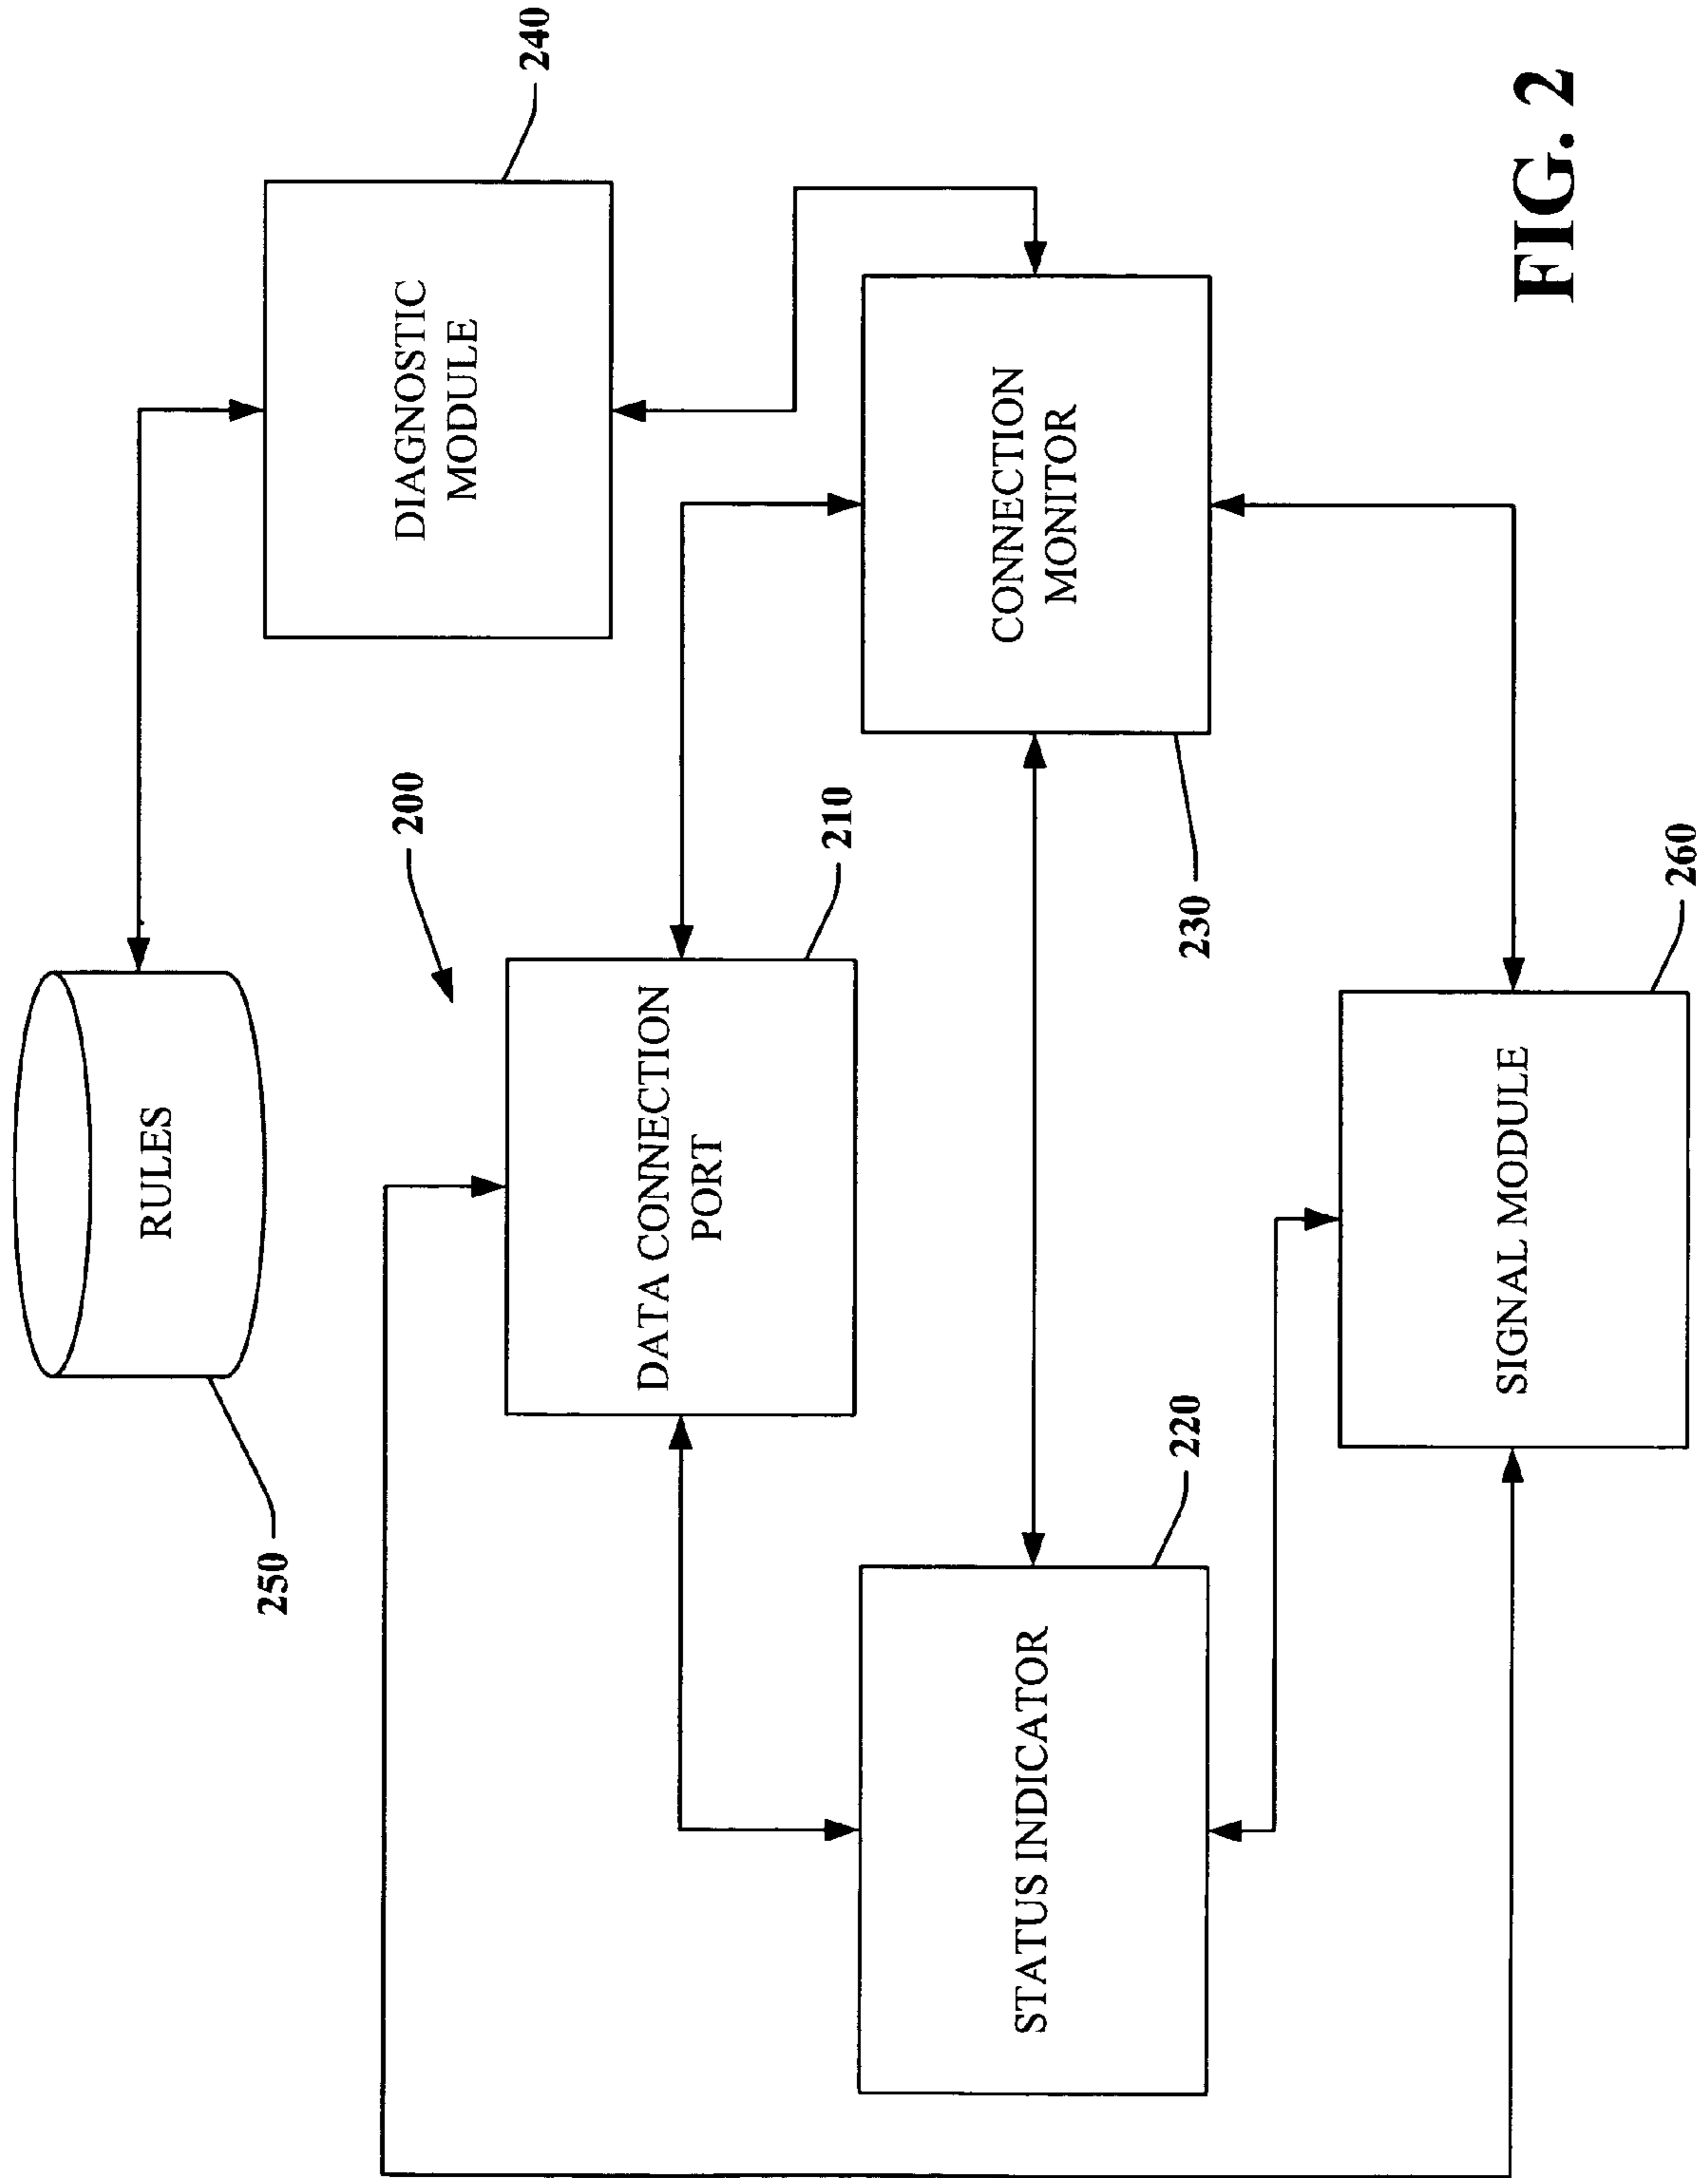 RULES
250
DIAGNOSTIC
MODULE
240
200
DATA CONNECTION
PORT
210
STATUS INDICATOR
220
CONNECTION
MONITOR
230
SIGNAL MODULE
260
FIG. 2